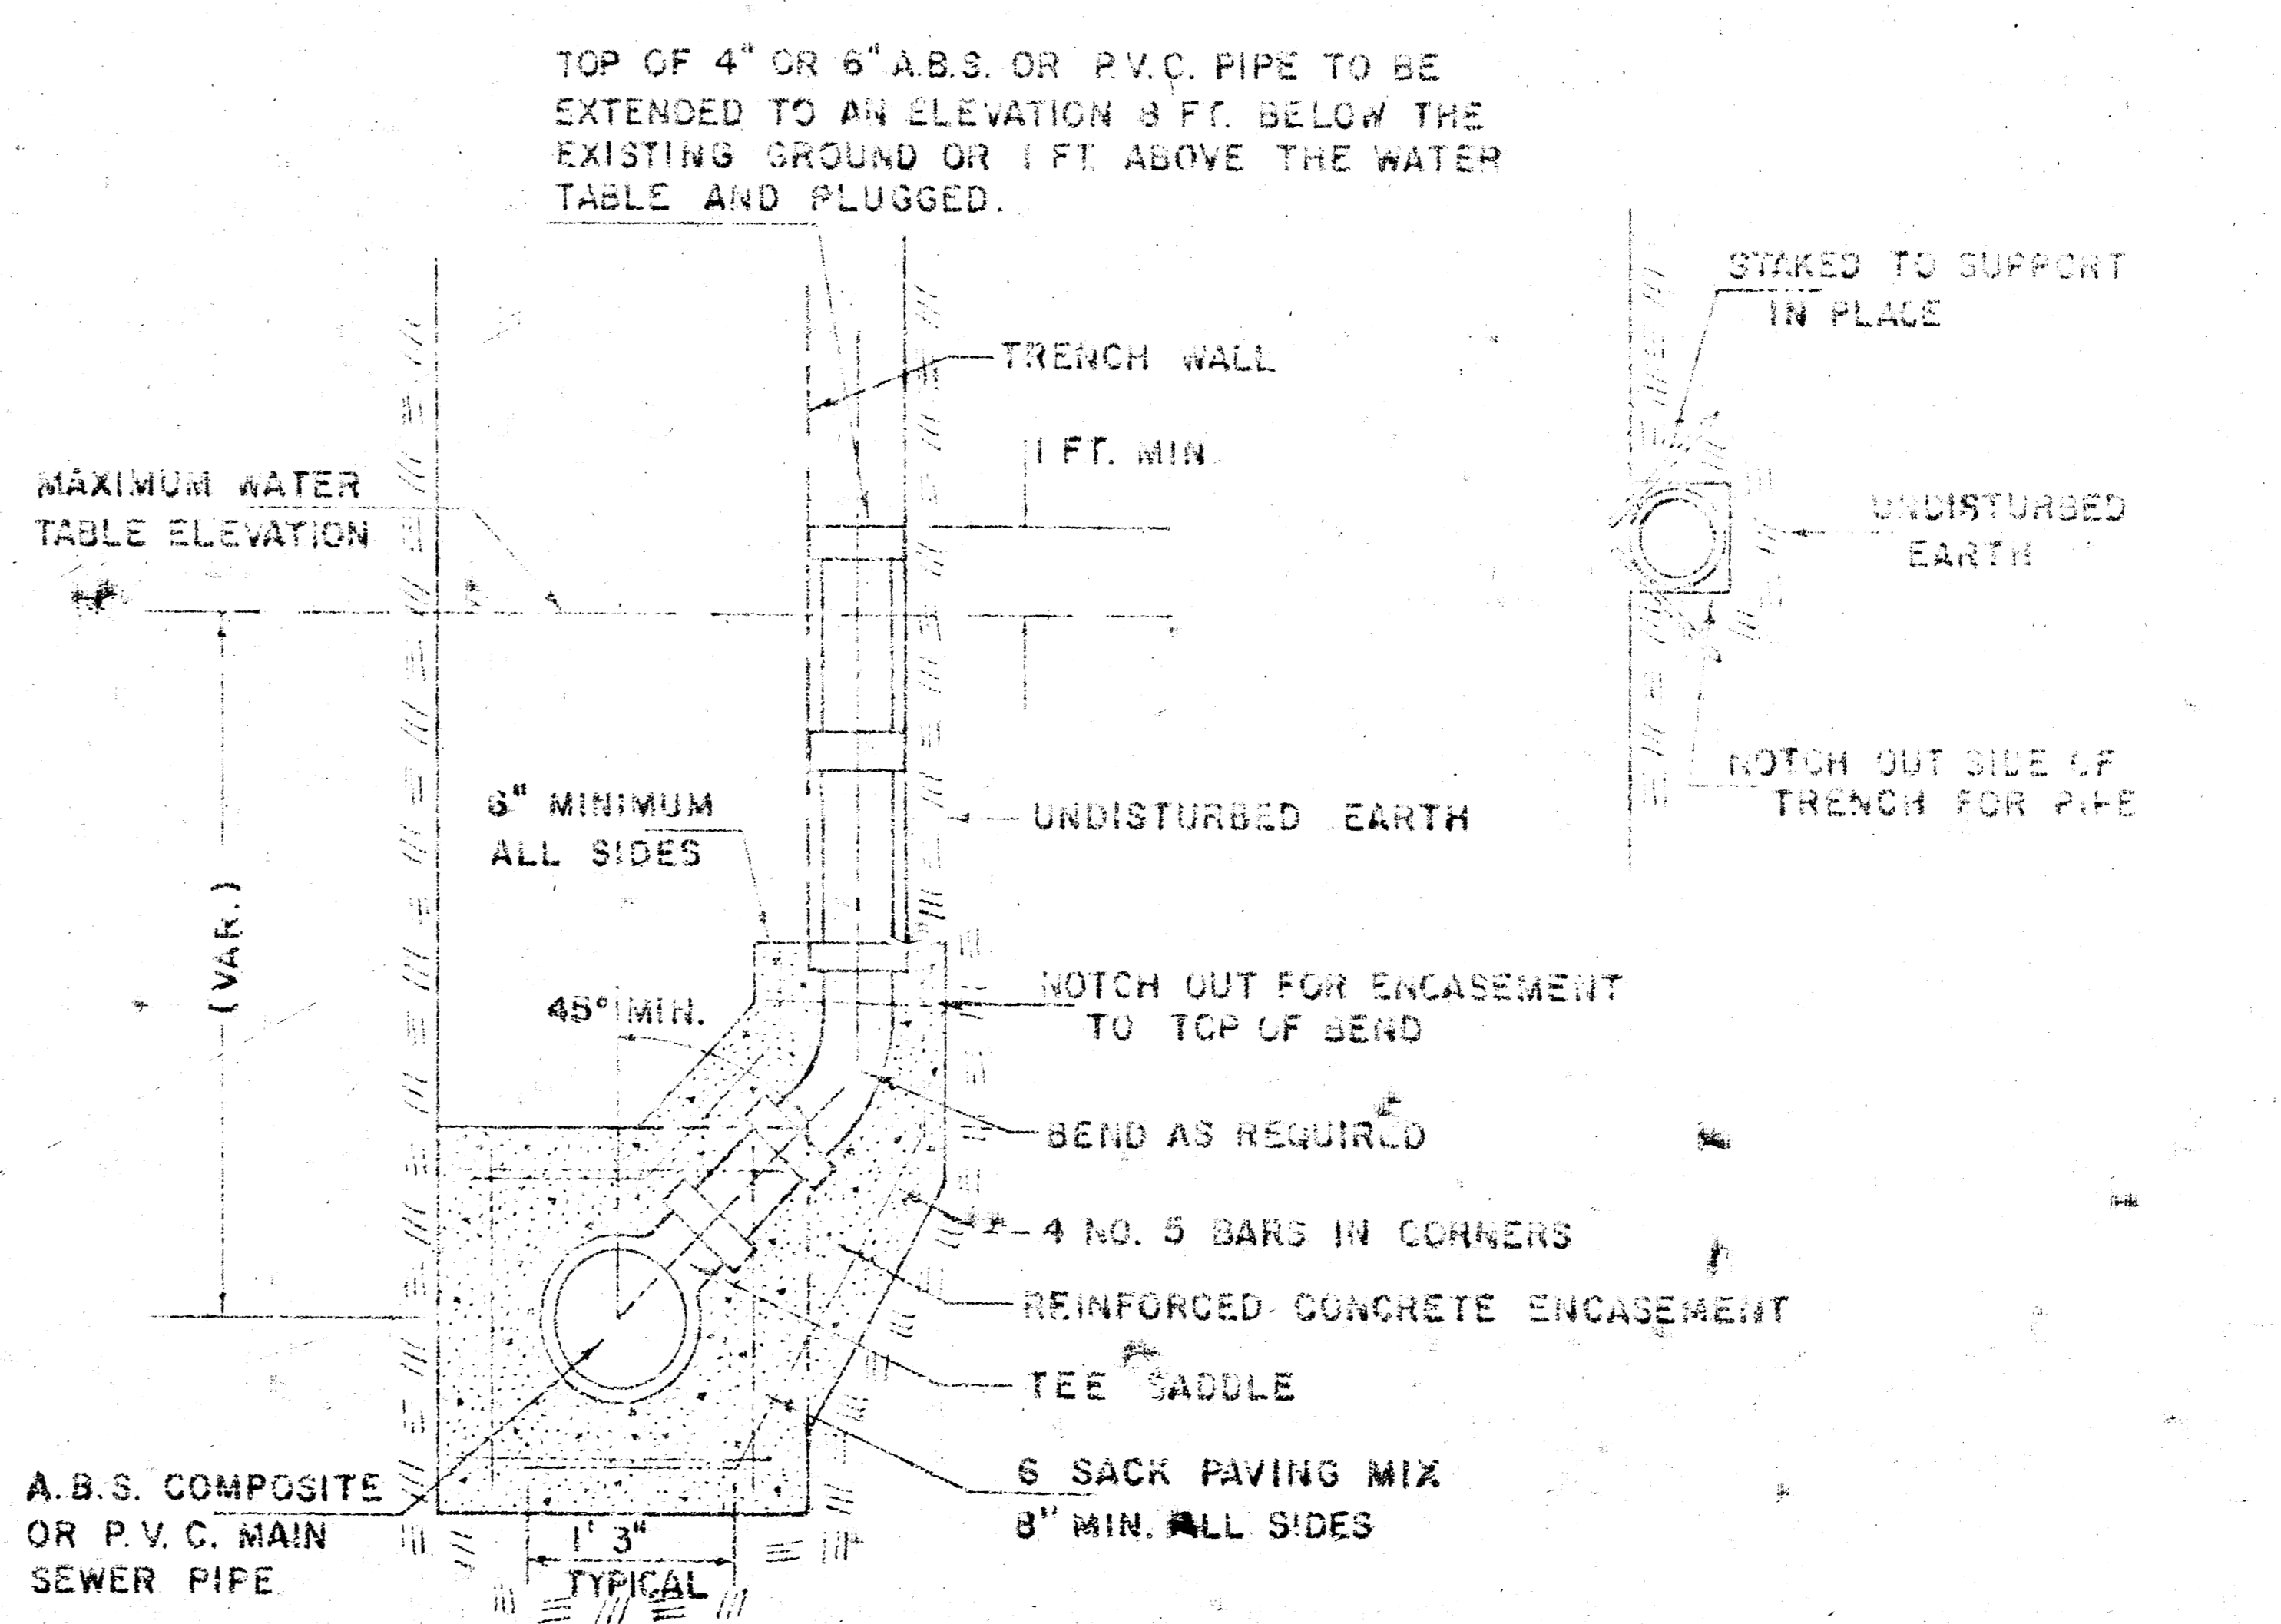 TOP OF 4" OR 6" A.B.S. OR P.V.C. PIPE TO BE
EXTENDED TO AN ELEVATION 8 FT. BELOW THE
EXISTING GROUND OR 1 FT. ABOVE THE WATER
TABLE AND PLUGGED.
STAKED TO SUPPORT
IN PLACE
TRENCH WALL
1 FT. MIN.
MAXIMUM WATER
TABLE ELEVATION
UNDISTURBED
EARTH
NOTCH OUT SIDE OF
TRENCH FOR PIPE
6" MINIMUM
ALL SIDES
UNDISTURBED EARTH
(VAR.)
45° MIN.
NOTCH OUT FOR ENCASEMENT
TO TOP OF BEND
BEND AS REQUIRED
4 NO. 5 BARS IN CORNERS
REINFORCED CONCRETE ENCASEMENT
TEE SADDLE
6 SACK PAVING MIX
8" MIN. ALL SIDES
A.B.S. COMPOSITE
OR P.V.C. MAIN
SEWER PIPE
1' 3"
TYPICAL